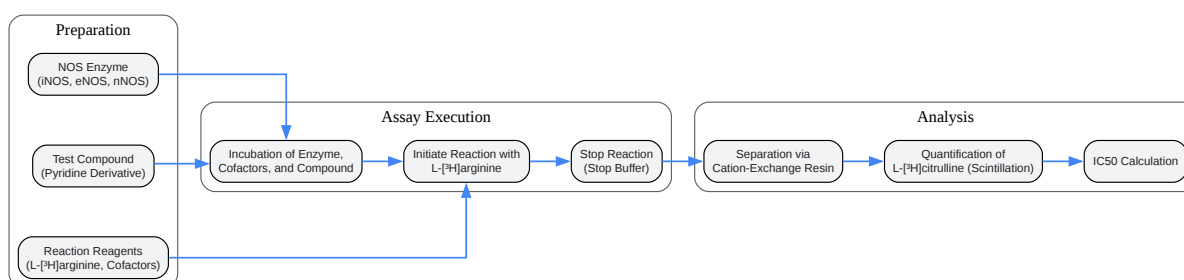 Preparation
NOS Enzyme
(iNOS, eNOS, nNOS)
Test Compound
(Pyridine Derivative)
Reaction Reagents
(L-[³H]arginine, Cofactors)
Assay Execution
Incubation of Enzyme,
Cofactors, and Compound
Initiate Reaction with
L-[³H]arginine
Stop Reaction
(Stop Buffer)
Analysis
Separation via
Cation-Exchange Resin
Quantification of
L-[³H]citrulline (Scintillation)
IC50 Calculation